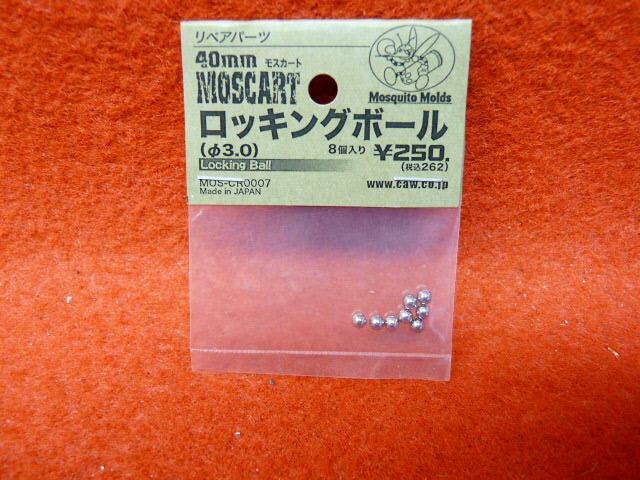 リペアパーツ
40mm モスカート
MOSCART
Mosquito Molds
ロッキングボール
(φ3.0) 8個入り ¥250.
(税込262)
Locking Ball
MOS-CR0007
Made in JAPAN
www.caw.co.jp